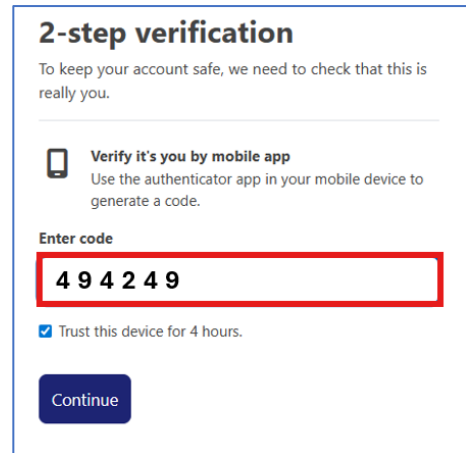 2-step verification
To keep your account safe, we need to check that this is
really you.
Verify it's you by mobile app
Use the authenticator app in your mobile device to
generate a code.
Enter code
494249
Trust this device for 4 hours.
Continue